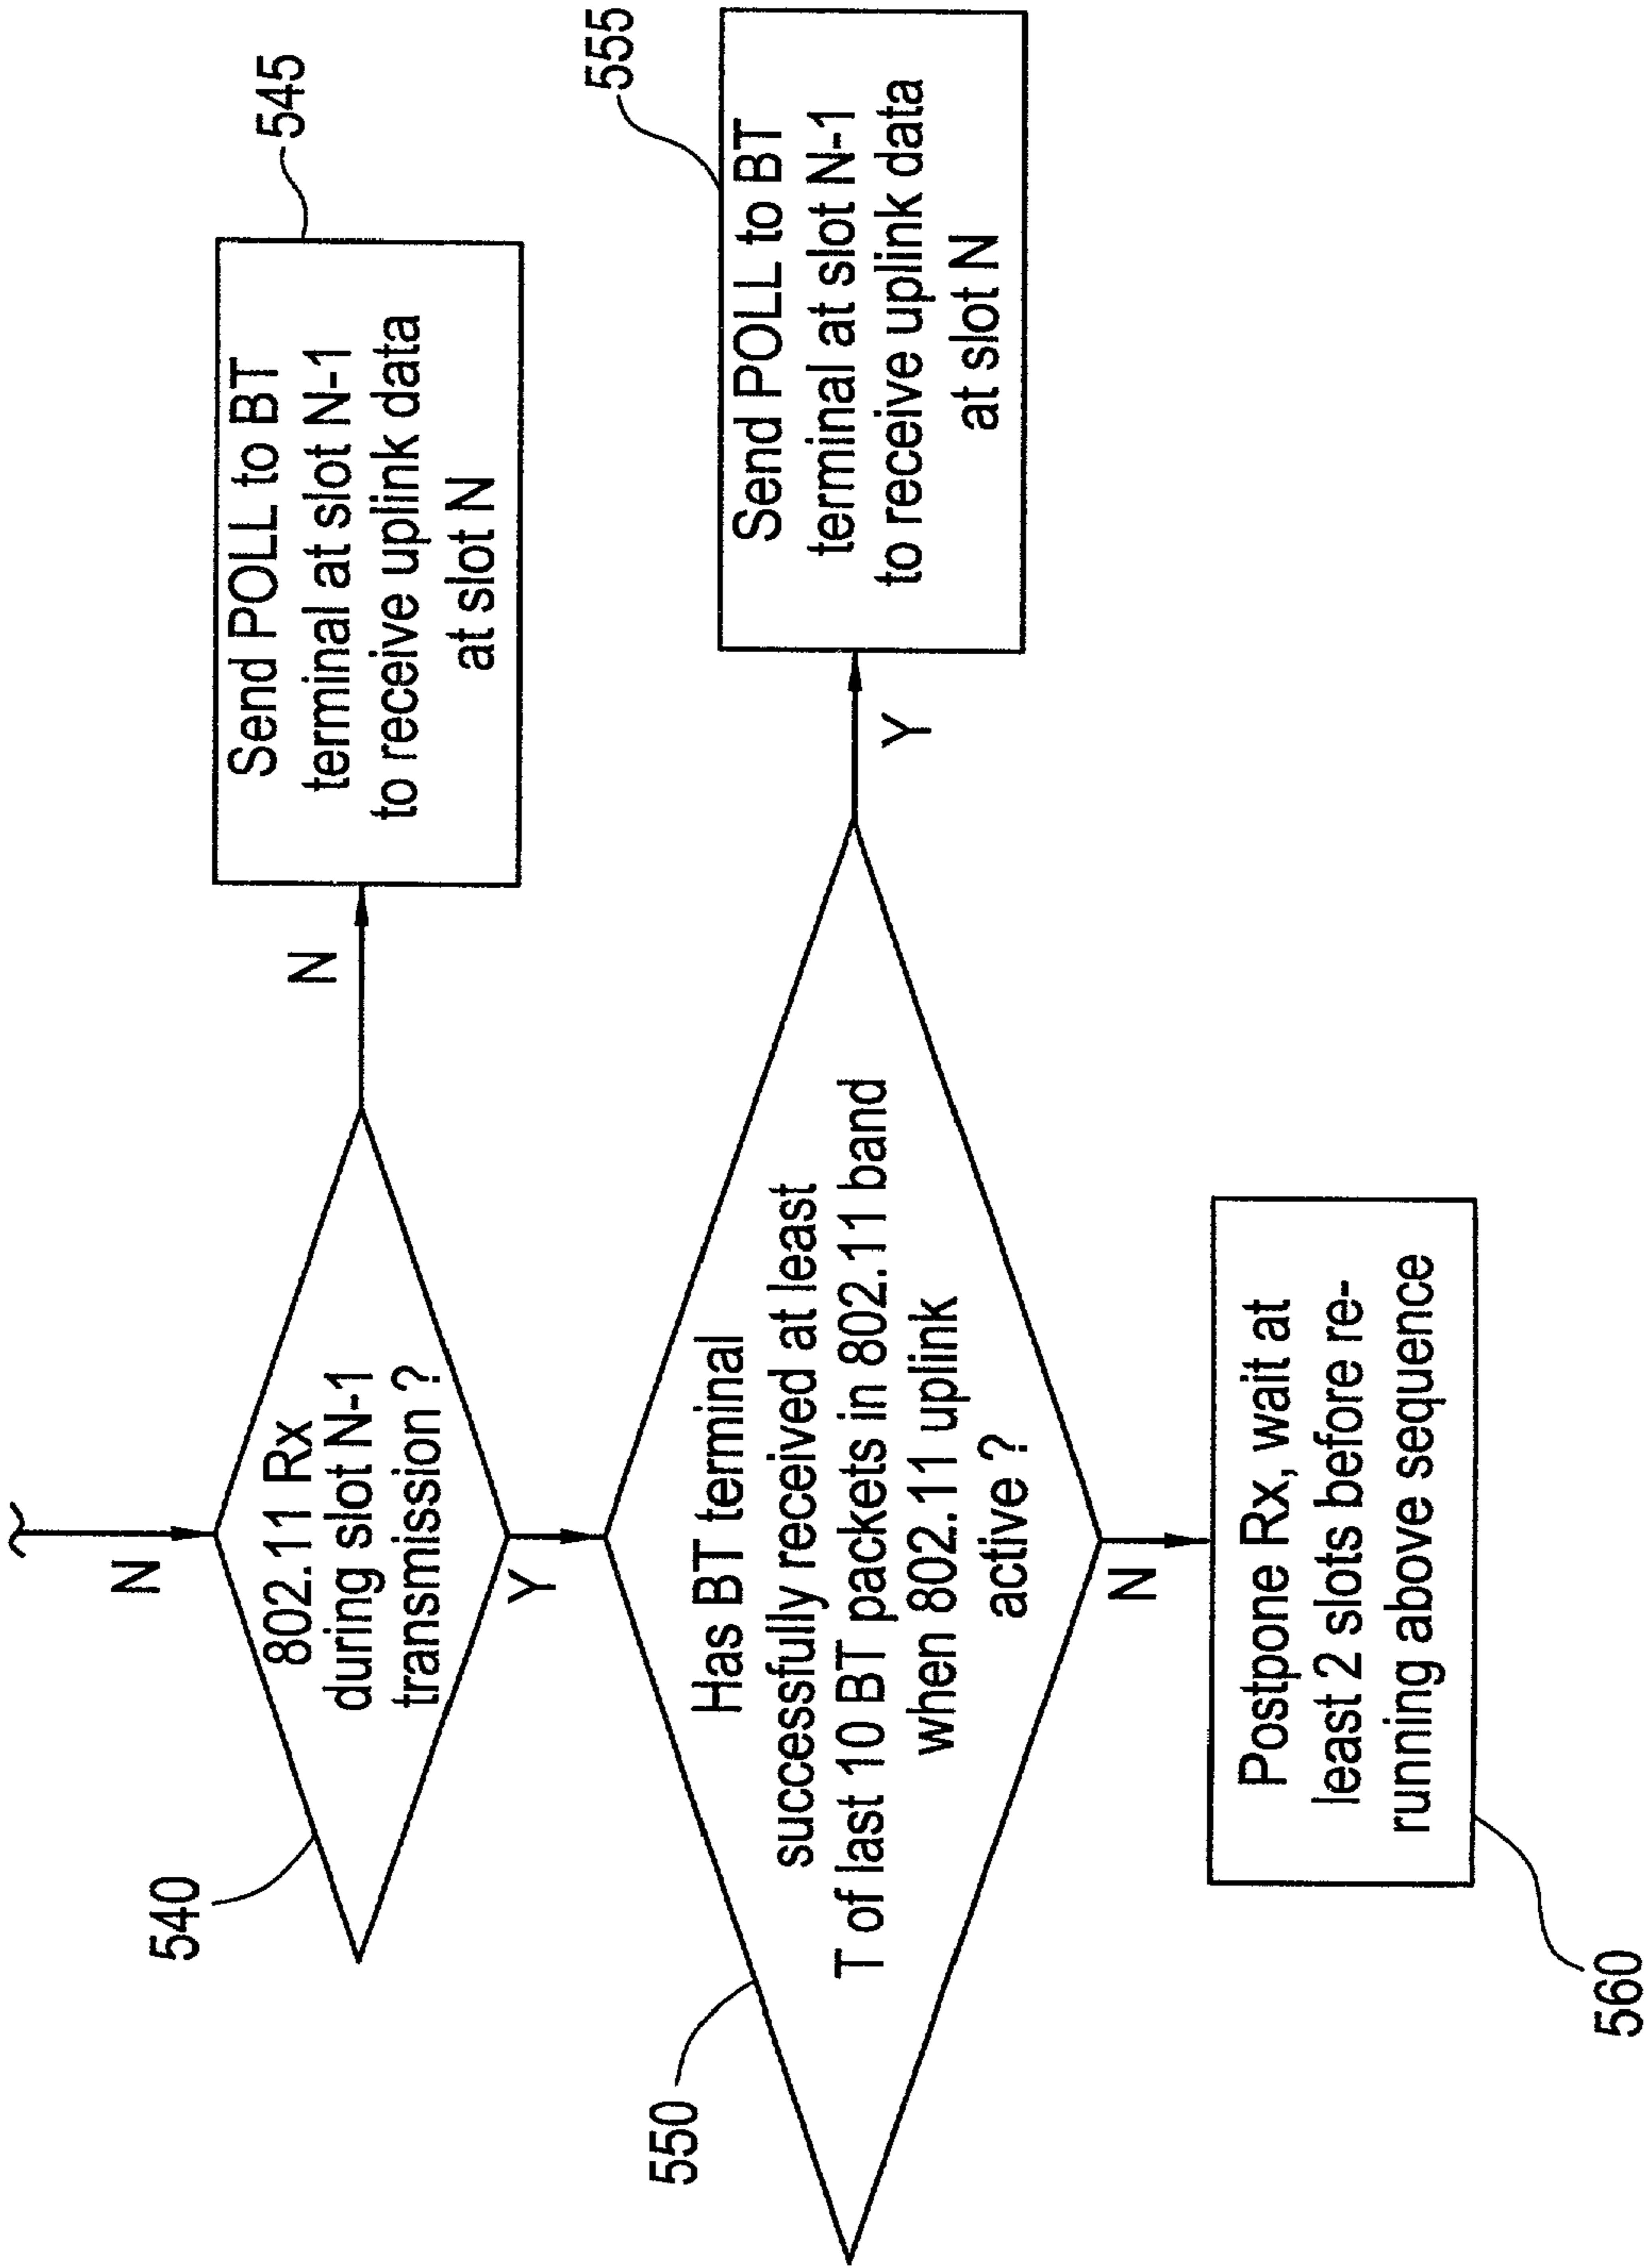 N
540
802.11 Rx
during slot N-1
transmission ?
N
Send POLL to BT
terminal at slot N-1
to receive uplink data
at slot N
545
Y
550
Has BT terminal
successfully received at least
T of last 10 BT packets in 802.11 band
when 802.11 uplink
active ?
Y
Send POLL to BT
terminal at slot N-1
to receive uplink data
at slot N
555
N
Postpone Rx, wait at
least 2 slots before re-
running above sequence
560